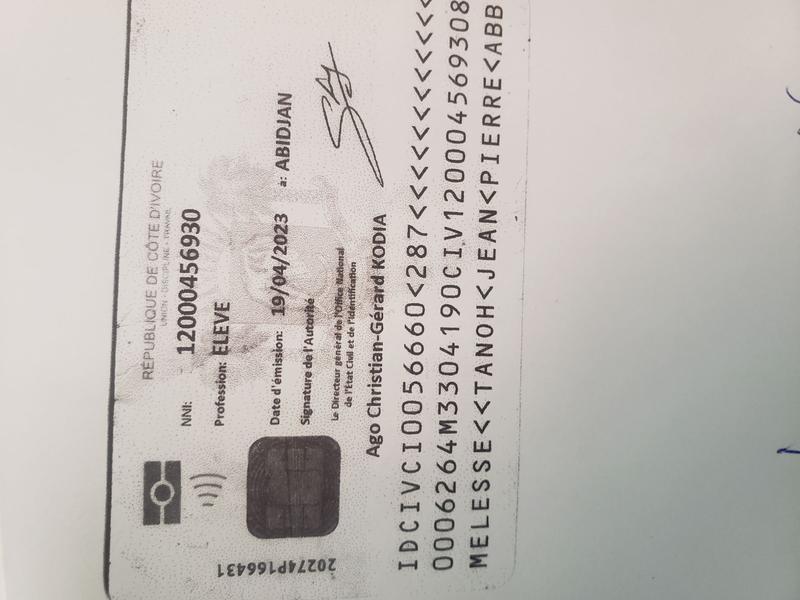 RÉPUBLIQUE DE CÔTE D'IVOIRE
UNION - DISCIPLINE - TRAVAIL
NNI: 12000456930
Profession: ELEVE
Date d'émission: 19/04/2023 à: ABIDJAN
Signature de l'Autorité
Le Directeur général de l'Office National
de l'Etat Civil et de l'Identification
Ago Christian-Gérard KODIA
20274P166431
IDCIVCI0056660<287<<<<<<<<<<<<
0006264M3304190CIV120004569308
MELESSE<<TANOH<JEAN<PIERRE<ABB